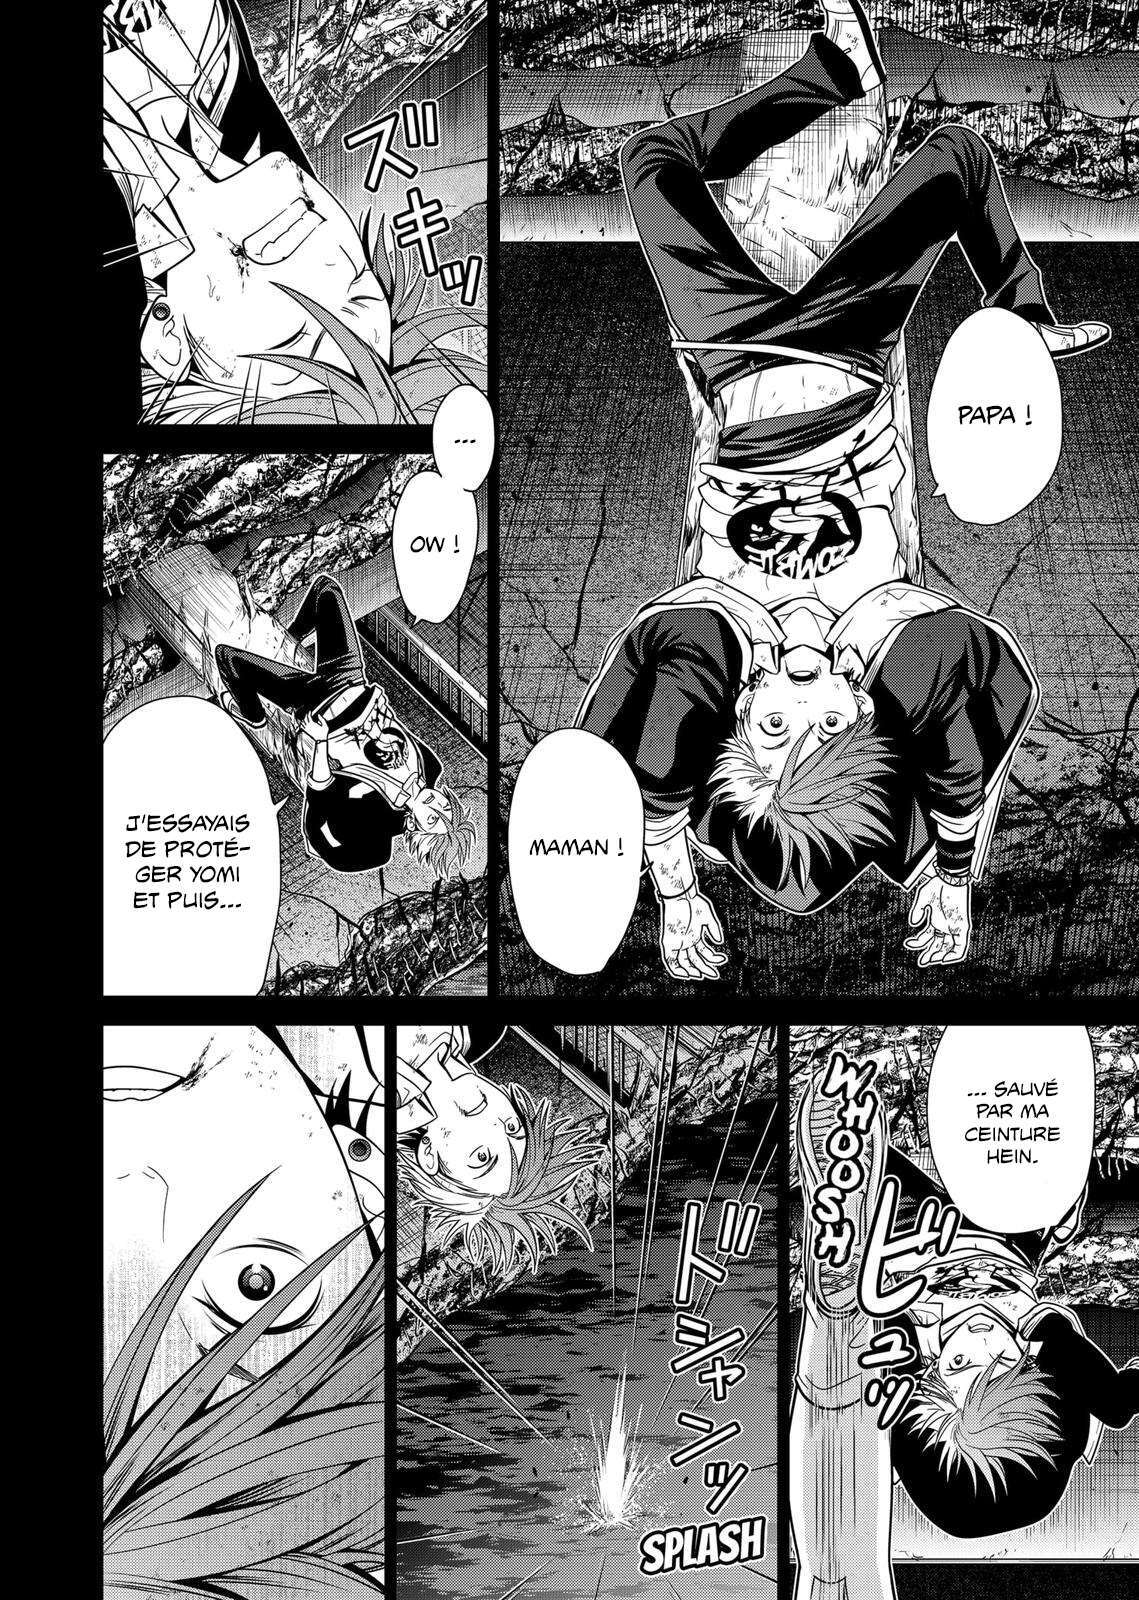 PAPA !
MAMAN !
ZOMBIE
ズキッ
...
OW !
J'ESSAYAIS
DE PROTÉ-
GER YOMI
ET PUIS...
... SAUVÉ
PAR MA
CEINTURE
HEIN.
WHOOSH
ビュッ
ズシャンッ
SPLASH